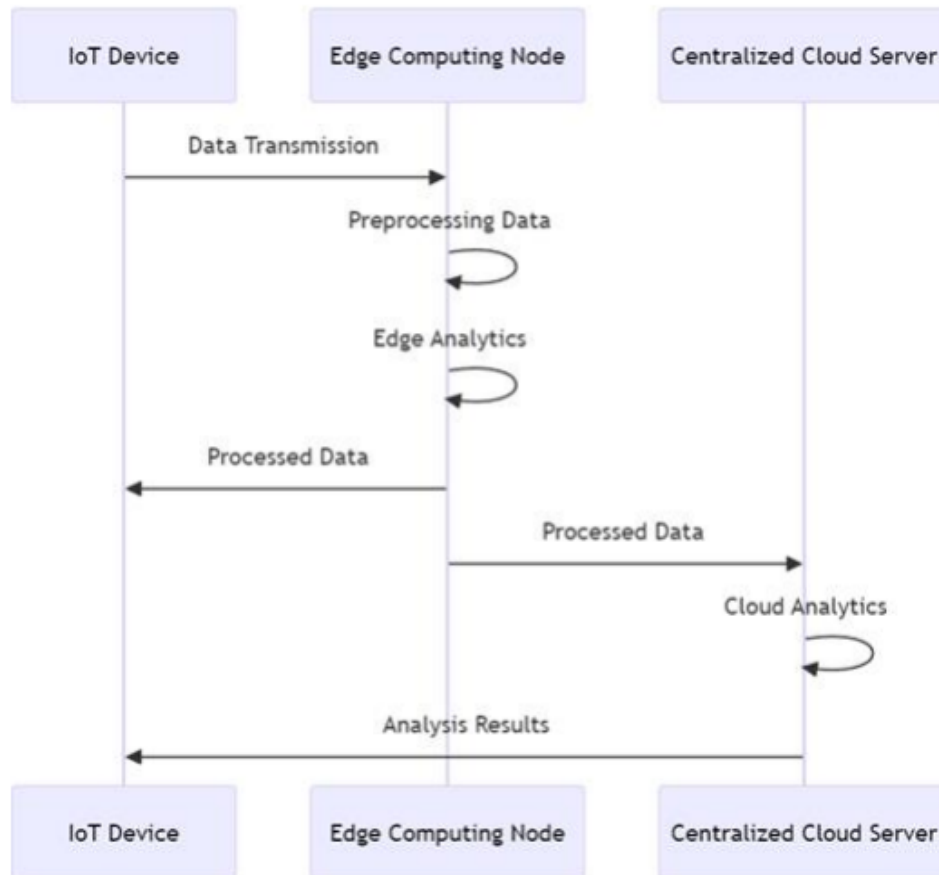 IoT Device
Edge Computing Node
Centralized Cloud Server
Data Transmission
Preprocessing Data
Edge Analytics
Processed Data
Processed Data
Cloud Analytics
Analysis Results
IoT Device
Edge Computing Node
Centralized Cloud Server